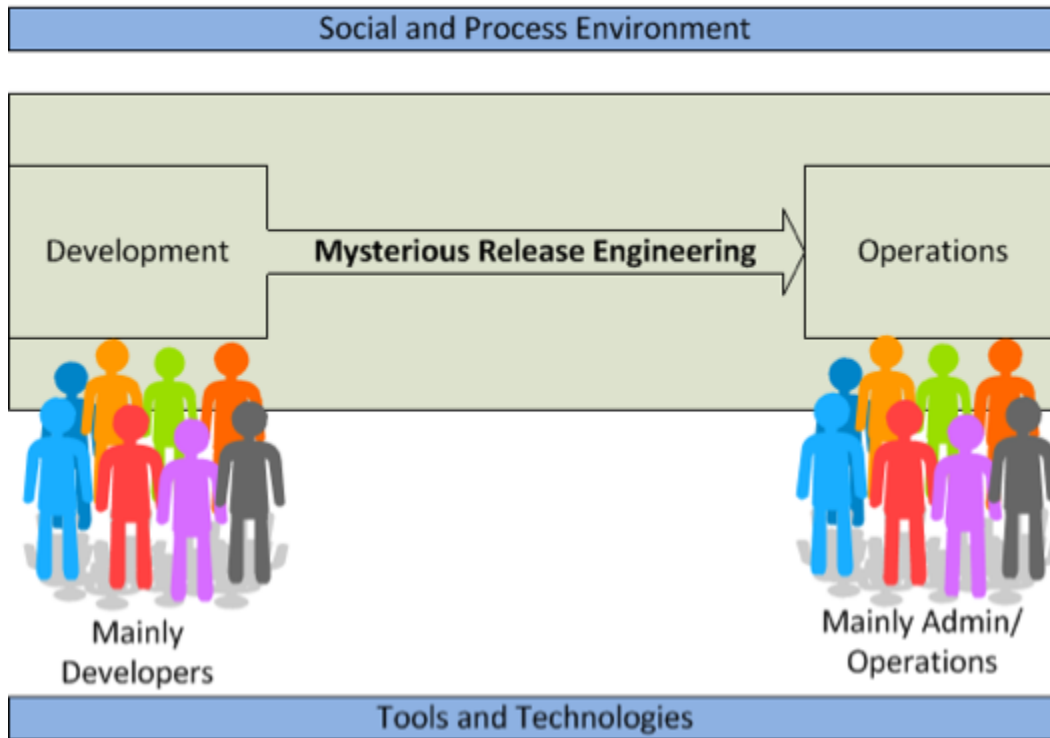 Social and Process Environment
Development
Mysterious Release Engineering
Operations
Mainly
Developers
Mainly Admin/
Operations
Tools and Technologies